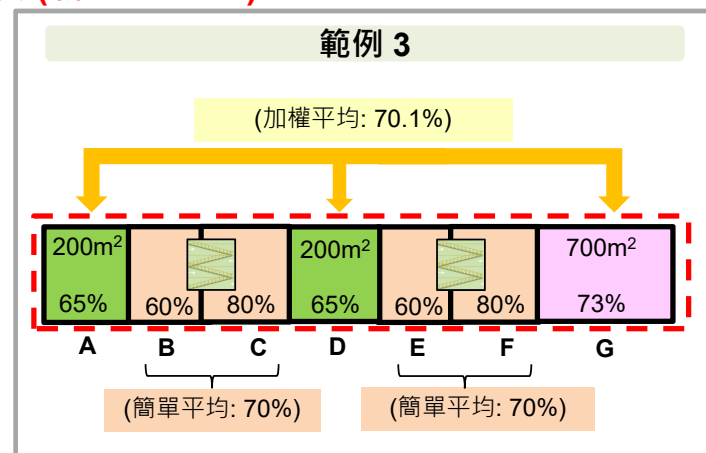 範例 3
(加權平均: 70.1%)
200m² 200m² 700m²
65% 60% 80% 65% 60% 80% 73%
A B C D E F G
(簡單平均: 70%) (簡單平均: 70%)